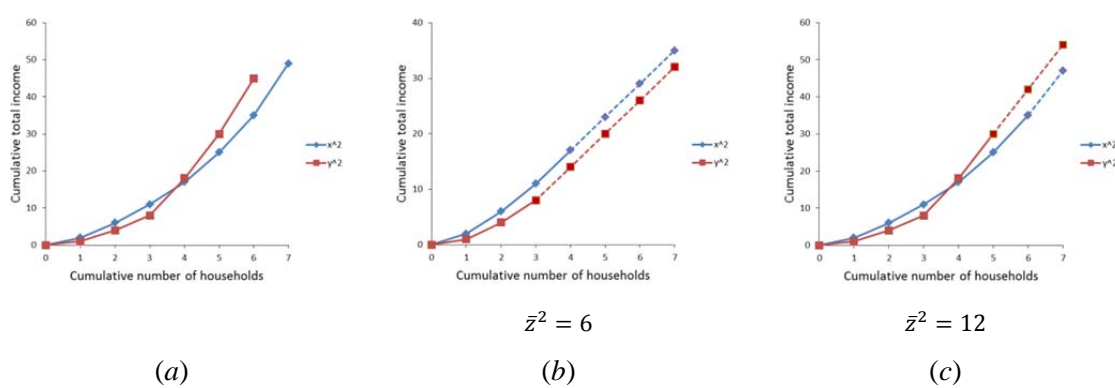 60
50
40
30
20
10
0
Cumulative total income
0 1 2 3 4 5 6 7
Cumulative number of households
x^2
y^2
(a)
40
30
20
10
0
Cumulative total income
0 1 2 3 4 5 6 7
Cumulative number of households
x^2
y^2
z̄² = 6
(b)
60
50
40
30
20
10
0
Cumulative total income
0 1 2 3 4 5 6 7
Cumulative number of households
x^2
y^2
z̄² = 12
(c)